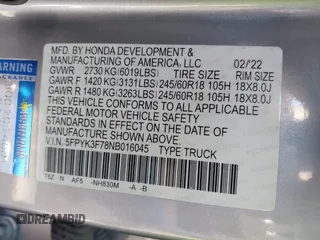 WARNING
MFD. BY HONDA DEVELOPMENT &
MANUFACTURING OF AMERICA, LLC 02/'22
GVWR 2730 KG (6019LBS) TIRE SIZE RIM SIZE
GAWR F 1420 KG(3131LBS) 245/60R18 105H 18X8.0J
GAWR R 1480 KG(3263LBS) 245/60R18 105H 18X8.0J
THIS VEHICLE CONFORMS TO ALL APPLICABLE
FEDERAL MOTOR VEHICLE SAFETY
STANDARDS IN EFFECT ON THE DATE OF
MANUFACTURE SHOWN ABOVE.
V.I.N. 5FPYK3F78NB016045 TYPE TRUCK
T6Z N AF5 -NH830M -A -B
© AUTOBIDMASTER